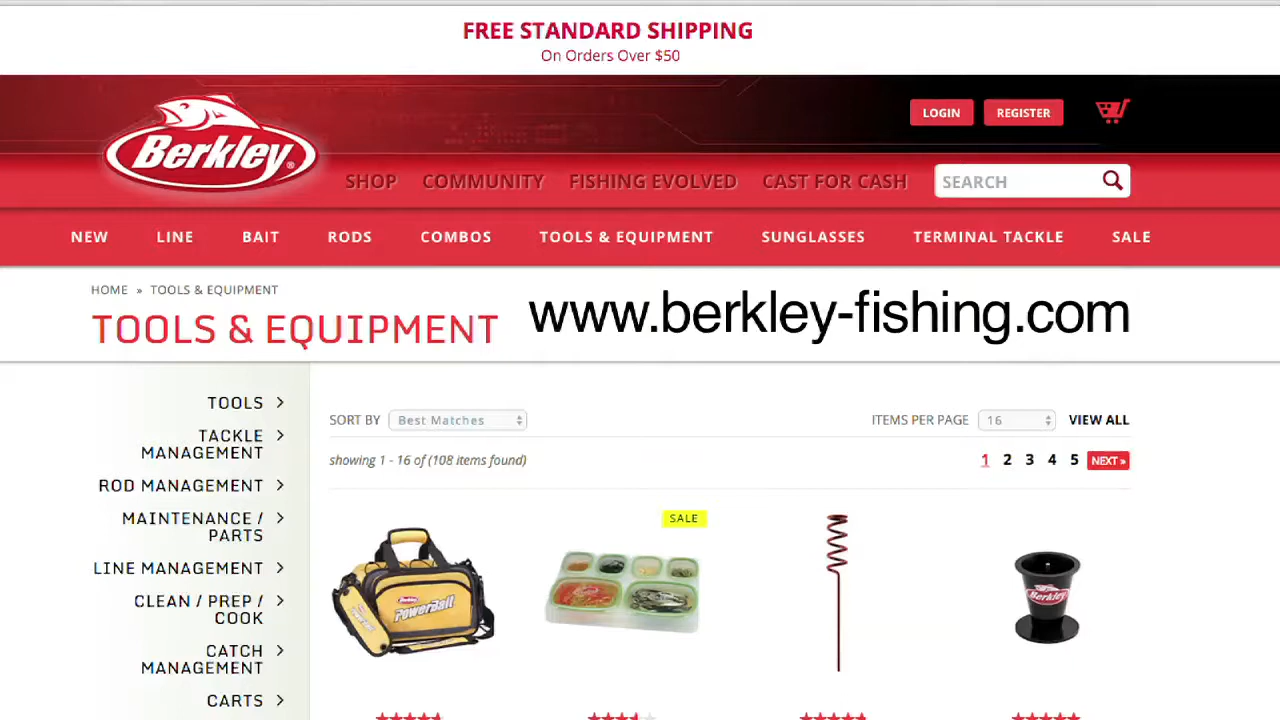 FREE STANDARD SHIPPING
On Orders Over $50
Berkley®
LOGIN
REGISTER
SHOP
COMMUNITY
FISHING EVOLVED
CAST FOR CASH
SEARCH
NEW
LINE
BAIT
RODS
COMBOS
TOOLS & EQUIPMENT
SUNGLASSES
TERMINAL TACKLE
SALE
HOME » TOOLS & EQUIPMENT
TOOLS & EQUIPMENT
www.berkley-fishing.com
TOOLS
TACKLE
MANAGEMENT
ROD MANAGEMENT
MAINTENANCE /
PARTS
LINE MANAGEMENT
CLEAN / PREP /
COOK
CATCH
MANAGEMENT
CARTS
SORT BY Best Matches
ITEMS PER PAGE 16 VIEW ALL
showing 1 - 16 of (108 items found)
1 2 3 4 5 NEXT »
Berkley
PowerBait
SALE
Berkley